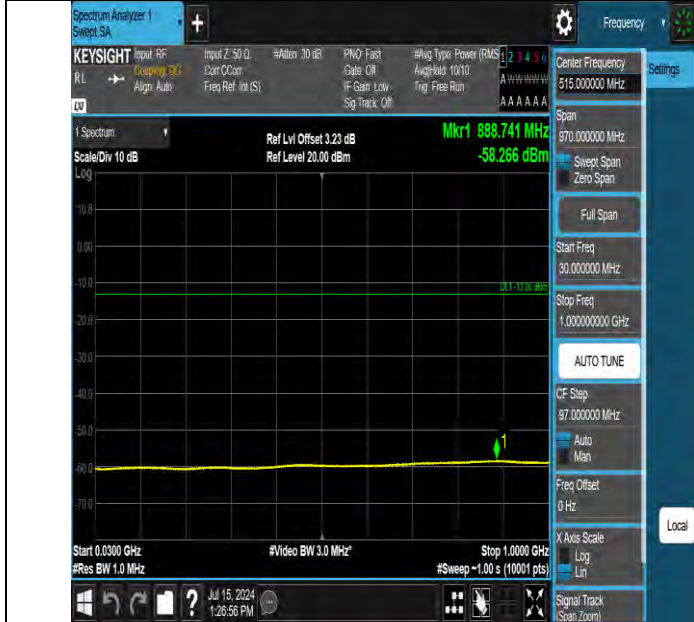 Spectrum Analyzer 1
Swept SA
+
Frequency
KEYSIGHT
RL
Input: RF
Coupling: DC
Align: Auto
Input Z: 50 Ω
Corr CCorr
Freq Ref: Int (S)
#Atten: 30 dB
PNO: Fast
Gate: Off
IF Gain: Low
Sig Track: Off
#Avg Type: Power (RMS
Avg|Hold: 10/10
Trig: Free Run
1 2 3 4 5 6
A W W W W W
A A A A A A
LXI
1 Spectrum
Scale/Div 10 dB
Log
Ref Lvl Offset 3.23 dB
Ref Level 20.00 dBm
Mkr1 888.741 MHz
-58.266 dBm
10.0
0.00
-10.0
-20.0
-30.0
-40.0
-50.0
-60.0
-70.0
DL1 -13.00 dBm
1
Start 0.0300 GHz
#Res BW 1.0 MHz
#Video BW 3.0 MHz*
Stop 1.0000 GHz
#Sweep ~1.00 s (10001 pts)
?
Jul 15, 2024
1:26:56 PM
Center Frequency
515.000000 MHz
Span
970.000000 MHz
Swept Span
Zero Span
Full Span
Start Freq
30.000000 MHz
Stop Freq
1.000000000 GHz
AUTO TUNE
CF Step
97.000000 MHz
Auto
Man
Freq Offset
0 Hz
X Axis Scale
Log
Lin
Signal Track
(Span Zoom)
Settings
Local